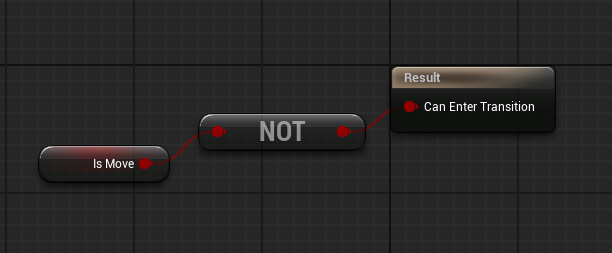 Result
Can Enter Transition
NOT
Is Move